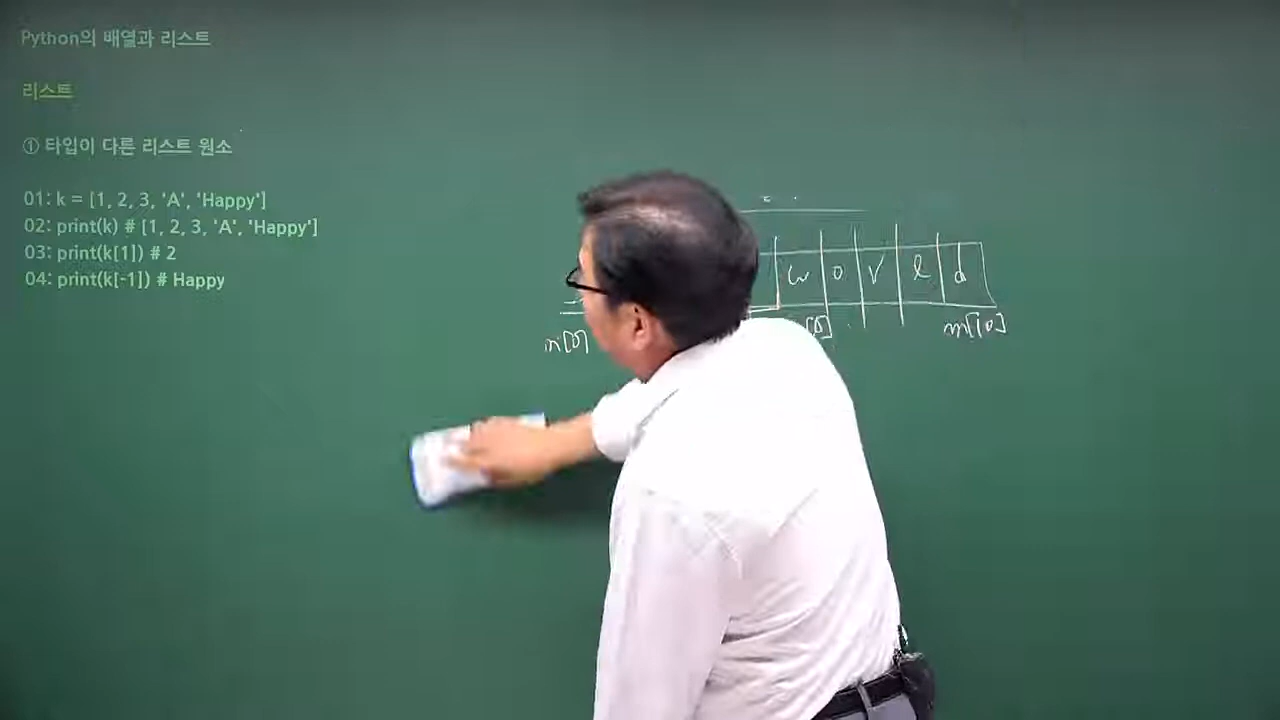 Python의 배열과 리스트
리스트
① 타입이 다른 리스트 원소
01: k = [1, 2, 3, 'A', 'Happy']
02: print(k) # [1, 2, 3, 'A', 'Happy']
03: print(k[1]) # 2
04: print(k[-1]) # Happy
w o r l d
m[0] m[10]